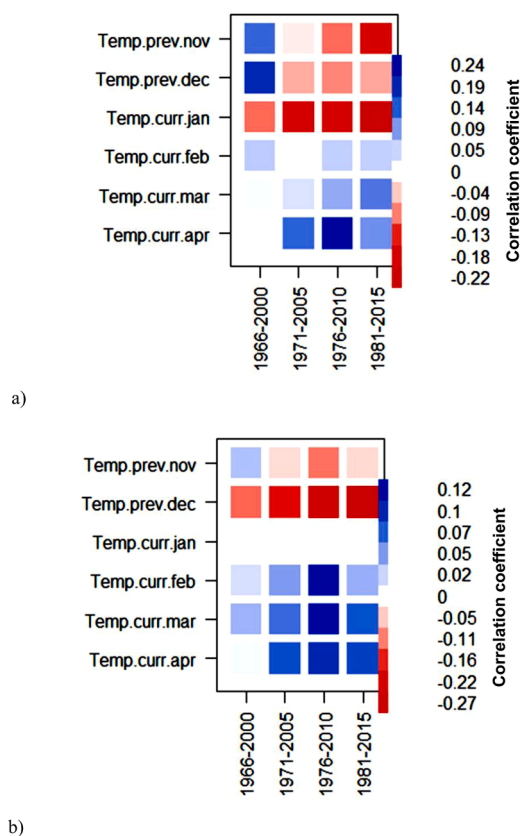 Temp.prev.nov
Temp.prev.dec
Temp.curr.jan
Temp.curr.feb
Temp.curr.mar
Temp.curr.apr
1966-2000
1971-2005
1976-2010
1981-2015
0.24
0.19
0.14
0.09
0.05
0
-0.04
-0.09
-0.13
-0.18
-0.22
Correlation coefficient
a)
Temp.prev.nov
Temp.prev.dec
Temp.curr.jan
Temp.curr.feb
Temp.curr.mar
Temp.curr.apr
1966-2000
1971-2005
1976-2010
1981-2015
0.12
0.1
0.07
0.05
0.02
0
-0.05
-0.11
-0.16
-0.22
-0.27
Correlation coefficient
b)